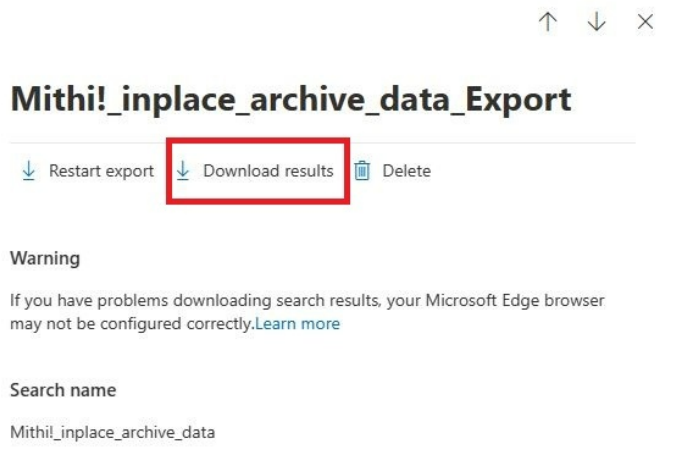 Mithi!_inplace_archive_data_Export
Restart export Download results Delete
Warning
If you have problems downloading search results, your Microsoft Edge browser
may not be configured correctly.Learn more
Search name
Mithi!_inplace_archive_data